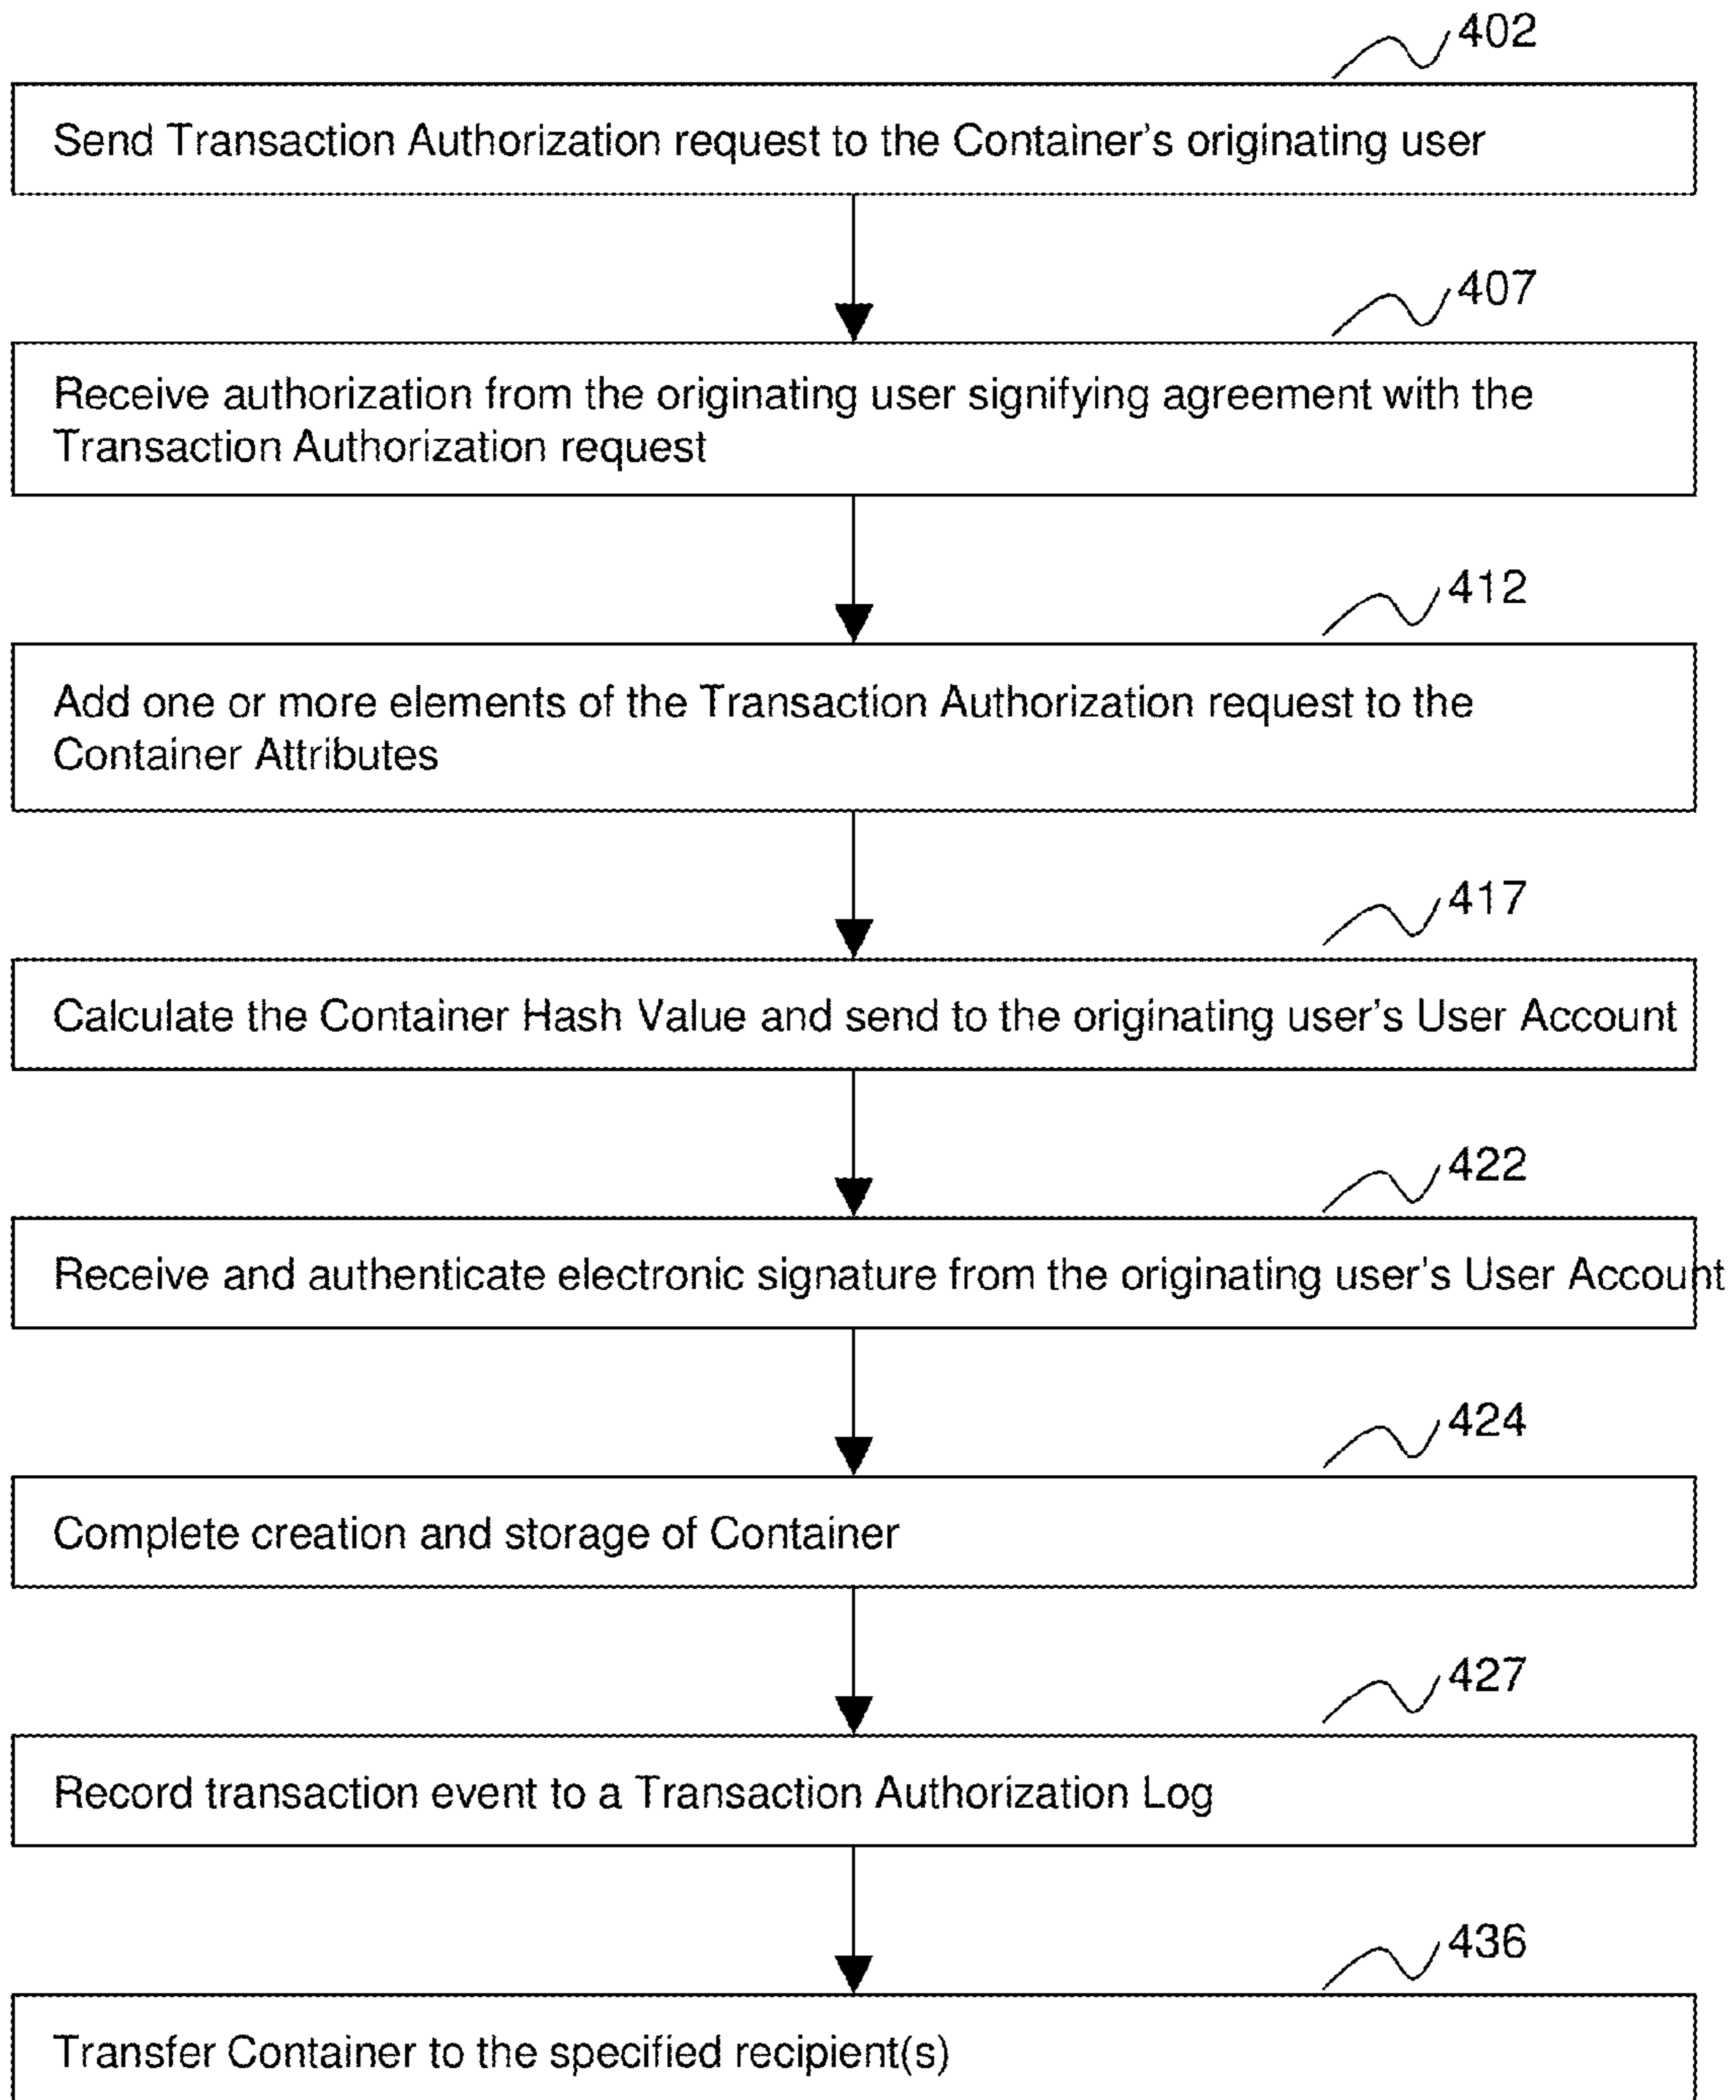 402
Send Transaction Authorization request to the Container's originating user
407
Receive authorization from the originating user signifying agreement with the
Transaction Authorization request
412
Add one or more elements of the Transaction Authorization request to the
Container Attributes
417
Calculate the Container Hash Value and send to the originating user's User Account
422
Receive and authenticate electronic signature from the originating user's User Account
424
Complete creation and storage of Container
427
Record transaction event to a Transaction Authorization Log
436
Transfer Container to the specified recipient(s)